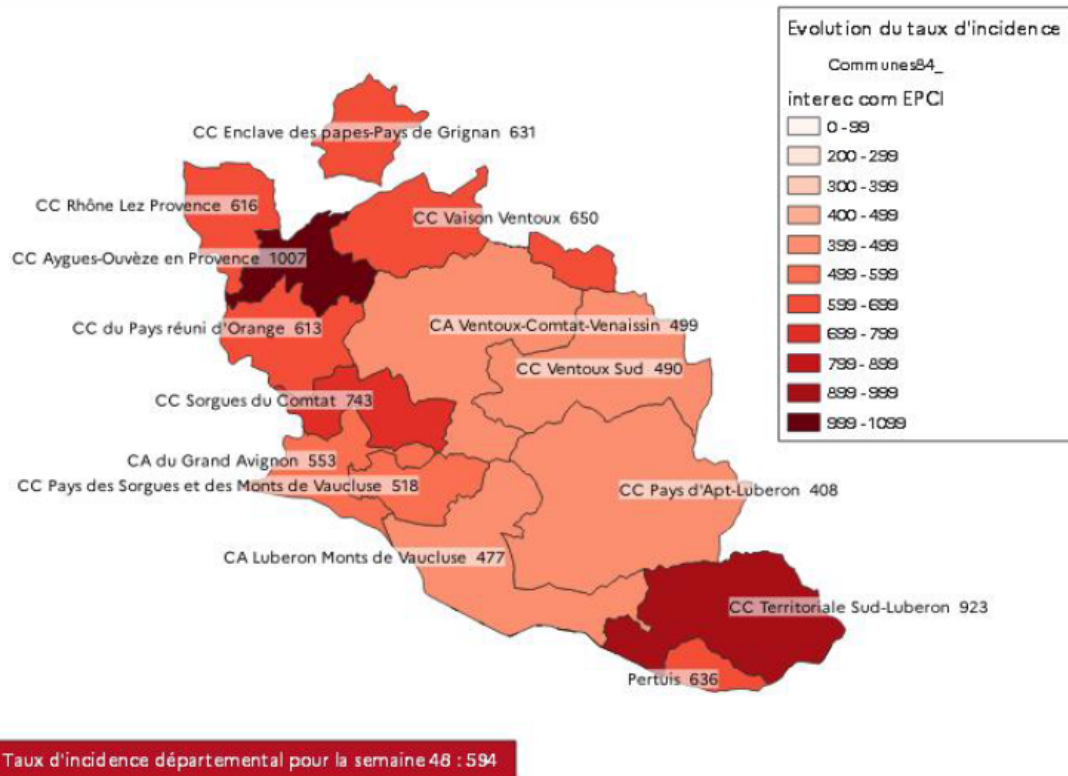 Evolution du taux d'incidence
Communes84_
interec com EPCI
0 - 99
200 - 299
300 - 399
400 - 499
399 - 499
499 - 599
599 - 699
699 - 799
799 - 899
899 - 999
999 - 1099
CC Enclave des papes-Pays de Grignan 631
CC Rhône Lez Provence 616
CC Vaison Ventoux 650
CC Aygues-Ouvèze en Provence 1007
CC du Pays réuni d'Orange 613
CA Ventoux-Comtat-Venaissin 499
CC Ventoux Sud 490
CC Sorgues du Comtat 743
CA du Grand Avignon 553
CC Pays des Sorgues et des Monts de Vaucluse 518
CC Pays d'Apt-Luberon 408
CA Luberon Monts de Vaucluse 477
CC Territoriale Sud-Luberon 923
Pertuis 636
Taux d'incidence départemental pour la semaine 48 : 594